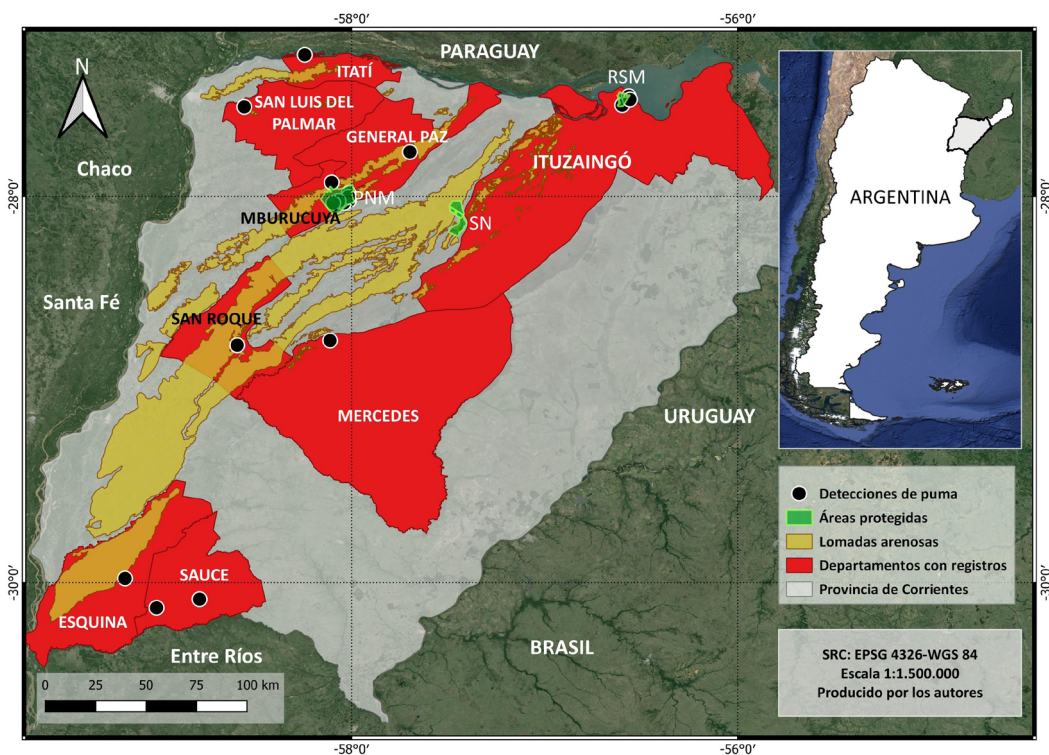 -58°0'
-56°0'
PARAGUAY
N
ITATÍ
RSM
SAN LUIS DEL
PALMAR
GENERAL PAZ
Chaco
ITUZAINGÓ
-28°0'
-28°0'
PNM
MBURUCUYÁ
SN
ARGENTINA
Santa Fé
SAN ROQUE
MERCEDES
URUGUAY
Detecciones de puma
Áreas protegidas
Lomadas arenosas
Departamentos con registros
Provincia de Corrientes
SAUCE
-30°0'
-30°0'
ESQUINA
Entre Ríos
BRASIL
SRC: EPSG 4326-WGS 84
Escala 1:1.500.000
Producido por los autores
0 25 50 75 100 km
-58°0'
-56°0'